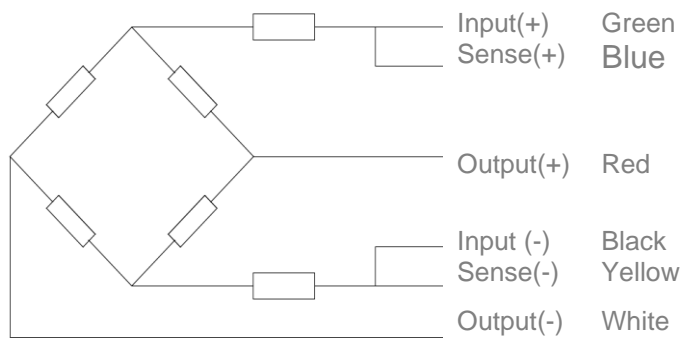 Input(+) Green
Sense(+) Blue
Output(+) Red
Input (-) Black
Sense(-) Yellow
Output(-) White